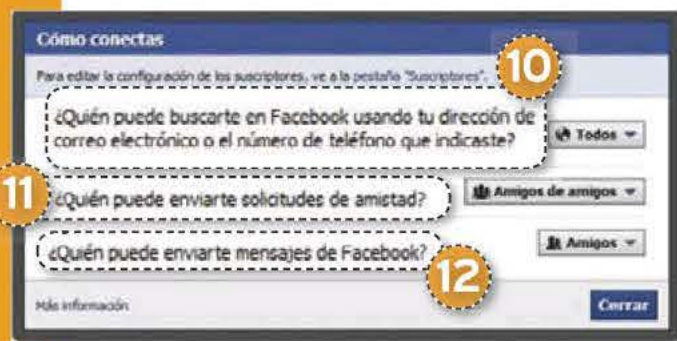 Cómo conectas
Para editar la configuración de los suscriptores, ve a la pestaña "Suscriptores".
10
¿Quién puede buscarte en Facebook usando tu dirección de
correo electrónico o el número de teléfono que indicaste?
Todos
11
¿Quién puede enviarte solicitudes de amistad?
Amigos de amigos
¿Quién puede enviarte mensajes de Facebook?
Amigos
12
Más información
Cerrar